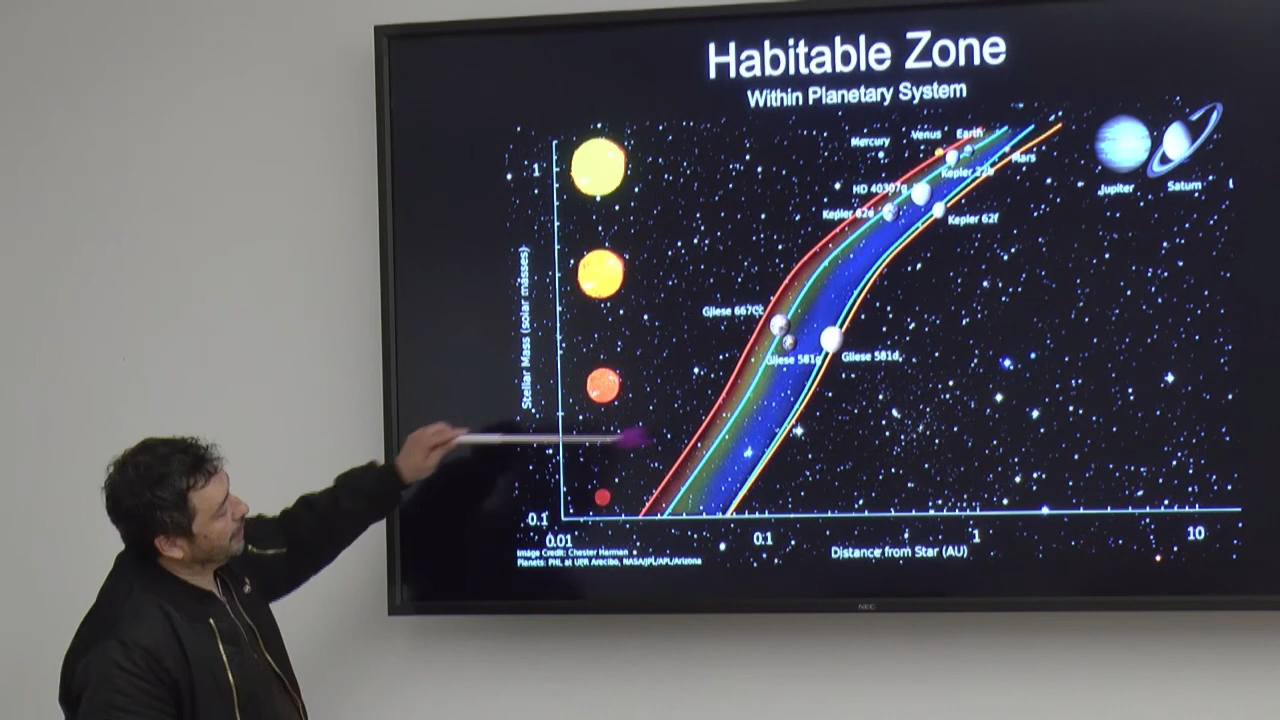 Habitable Zone
Within Planetary System
Mercury
Venus
Earth
Mars
Kepler 22b
HD 40307g
Kepler 62e
Kepler 62f
Jupiter
Saturn
1
Stellar Mass (solar masses)
Gliese 667Cc
Gliese 581g
Gliese 581d
0.1
0.01
0.1
1
10
Distance from Star (AU)
Image Credit: Chester Harman
Planets: PHL at UPR Arecibo, NASA/JPL/APL/Arizona
NEC